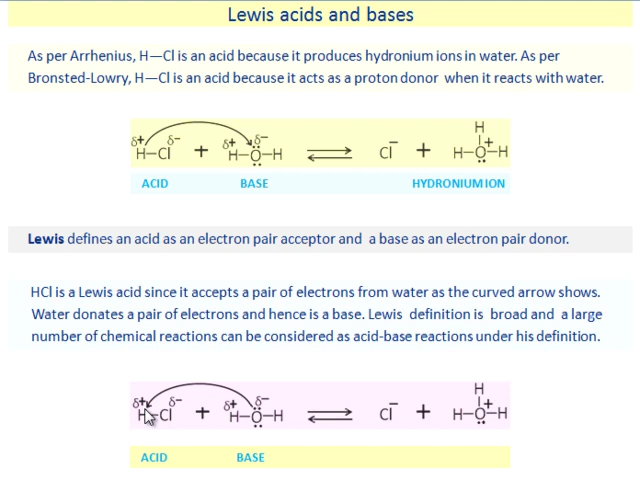 Lewis acids and bases
As per Arrhenius, H—Cl is an acid because it produces hydronium ions in water. As per
Bronsted-Lowry, H—Cl is an acid because it acts as a proton donor when it reacts with water.
H
δ+ δ− δ+ δ− +
H–Cl + H–Ö–H ⇌ Cl⁻ + H–O–H
ACID BASE HYDRONIUM ION
Lewis defines an acid as an electron pair acceptor and a base as an electron pair donor.
HCl is a Lewis acid since it accepts a pair of electrons from water as the curved arrow shows.
Water donates a pair of electrons and hence is a base. Lewis definition is broad and a large
number of chemical reactions can be considered as acid-base reactions under his definition.
H
δ+ δ− δ+ δ− +
H–Cl + H–Ö–H ⇌ Cl⁻ + H–O–H
ACID BASE